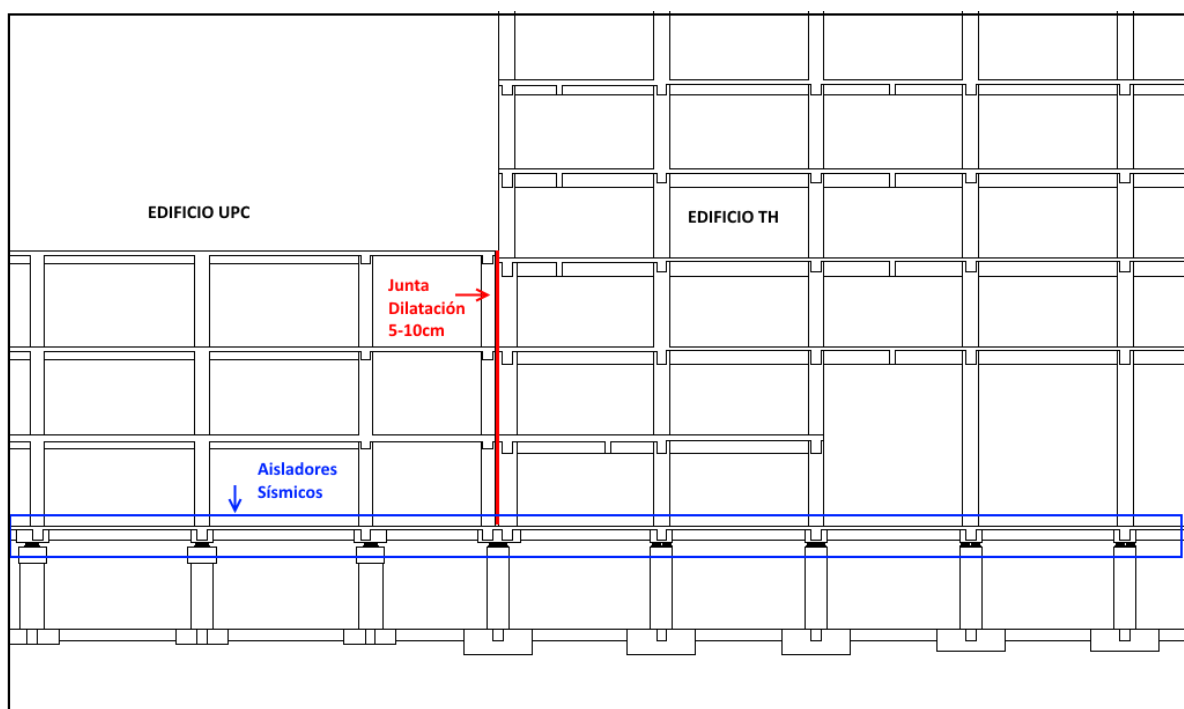 EDIFICIO UPC
EDIFICIO TH
Junta
Dilatación
5-10cm
Aisladores
Sísmicos